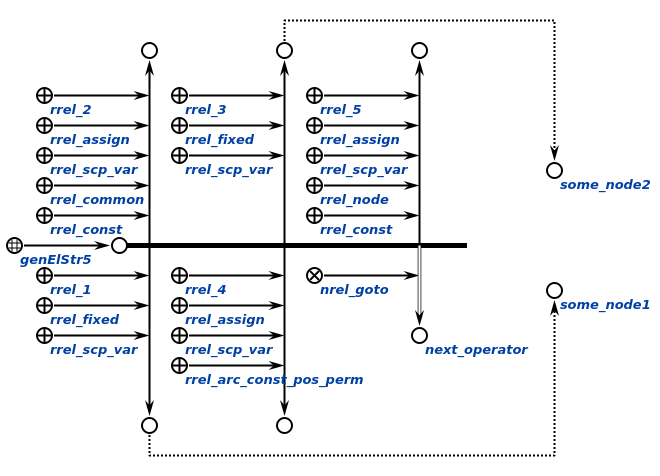 rrel_2 rrel_3 rrel_5
rrel_assign rrel_fixed rrel_assign
rrel_scp_var rrel_scp_var rrel_scp_var
some_node2
rrel_common rrel_node
rrel_const rrel_const
genElStr5
rrel_1 rrel_4 nrel_goto
some_node1
rrel_fixed rrel_assign
rrel_scp_var rrel_scp_var next_operator
rrel_arc_const_pos_perm